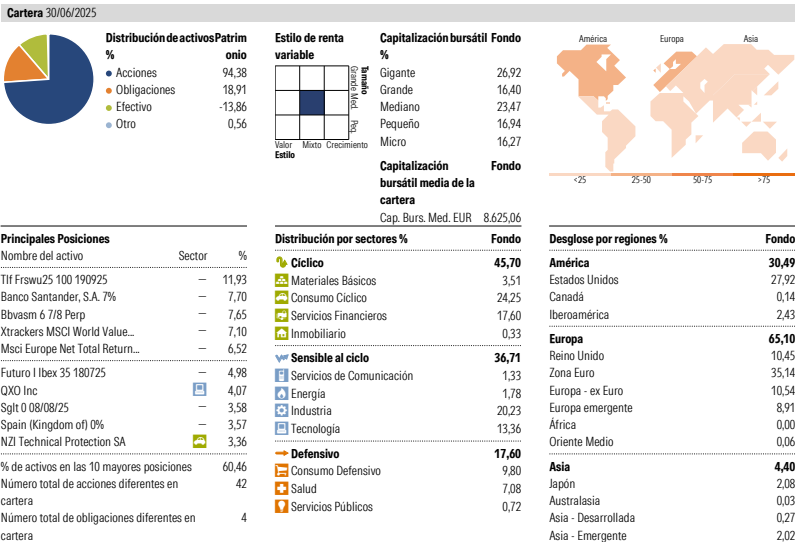 Cartera 30/06/2025
Distribución de activos Patrim
% onio
Acciones 94,38
Obligaciones 18,91
Efectivo -13,86
Otro 0,56
Estilo de renta
variable
Tamaño
Grande Med. Peq.
Valor Mixto Crecimiento
Estilo
Capitalización bursátil Fondo
%
Gigante 26,92
Grande 16,40
Mediano 23,47
Pequeño 16,94
Micro 16,27
Capitalización Fondo
bursátil media de la
cartera
Cap. Burs. Med. EUR 8.625,06
América Europa Asia
<25 25-50 50-75 >75
Principales Posiciones
Nombre del activo Sector %
Tlf Frswu25 100 190925 — 11,93
Banco Santander, S.A. 7% — 7,70
Bbvasm 6 7/8 Perp — 7,65
Xtrackers MSCI World Value... — 7,10
Msci Europe Net Total Return... — 6,52
Futuro I Ibex 35 180725 — 4,98
QXO Inc 4,07
Sglt 0 08/08/25 — 3,58
Spain (Kingdom of) 0% — 3,57
NZI Technical Protection SA 3,36
% de activos en las 10 mayores posiciones 60,46
Número total de acciones diferentes en 42
cartera
Número total de obligaciones diferentes en 4
cartera
Distribución por sectores % Fondo
Cíclico 45,70
Materiales Básicos 3,51
Consumo Cíclico 24,25
Servicios Financieros 17,60
Inmobiliario 0,33
Sensible al ciclo 36,71
Servicios de Comunicación 1,33
Energía 1,78
Industria 20,23
Tecnología 13,36
Defensivo 17,60
Consumo Defensivo 9,80
Salud 7,08
Servicios Públicos 0,72
Desglose por regiones % Fondo
América 30,49
Estados Unidos 27,92
Canadá 0,14
Iberoamérica 2,43
Europa 65,10
Reino Unido 10,45
Zona Euro 35,14
Europa - ex Euro 10,54
Europa emergente 8,91
África 0,00
Oriente Medio 0,06
Asia 4,40
Japón 2,08
Australasia 0,03
Asia - Desarrollada 0,27
Asia - Emergente 2,02